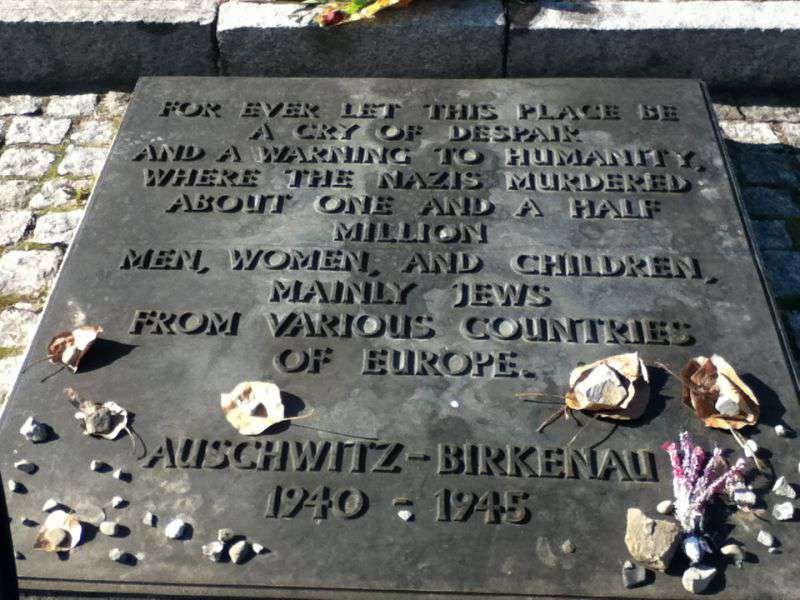 FOR EVER LET THIS PLACE BE
A CRY OF DESPAIR
AND A WARNING TO HUMANITY,
WHERE THE NAZIS MURDERED
ABOUT ONE AND A HALF
MILLION
MEN, WOMEN, AND CHILDREN,
MAINLY JEWS
FROM VARIOUS COUNTRIES
OF EUROPE.
AUSCHWITZ-BIRKENAU
1940 - 1945